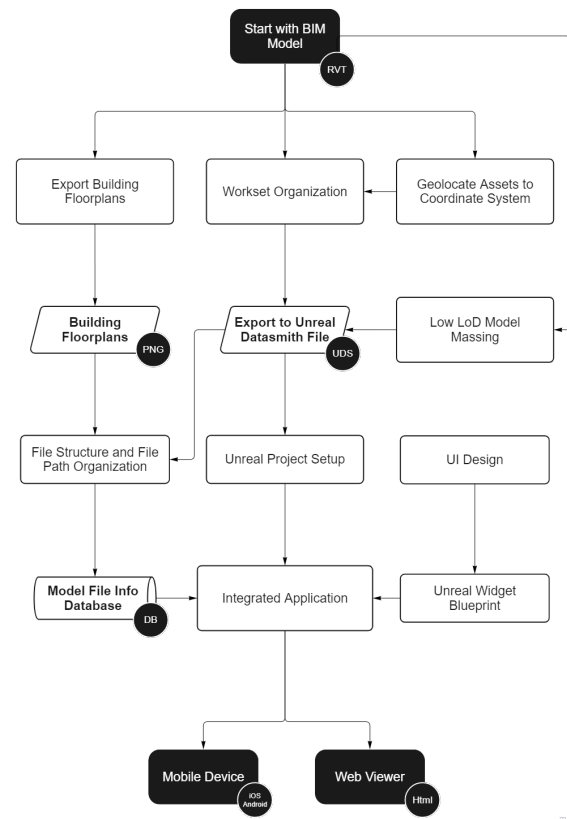 Start with BIM
Model
RVT
Export Building
Floorplans
Workset Organization
Geolocate Assets to
Coordinate System
Building
Floorplans
PNG
Export to Unreal
Datasmith File
UDS
Low LoD Model
Massing
File Structure and File
Path Organization
Unreal Project Setup
UI Design
Model File Info
Database
DB
Integrated Application
Unreal Widget
Blueprint
Mobile Device
iOS
Android
Web Viewer
Html